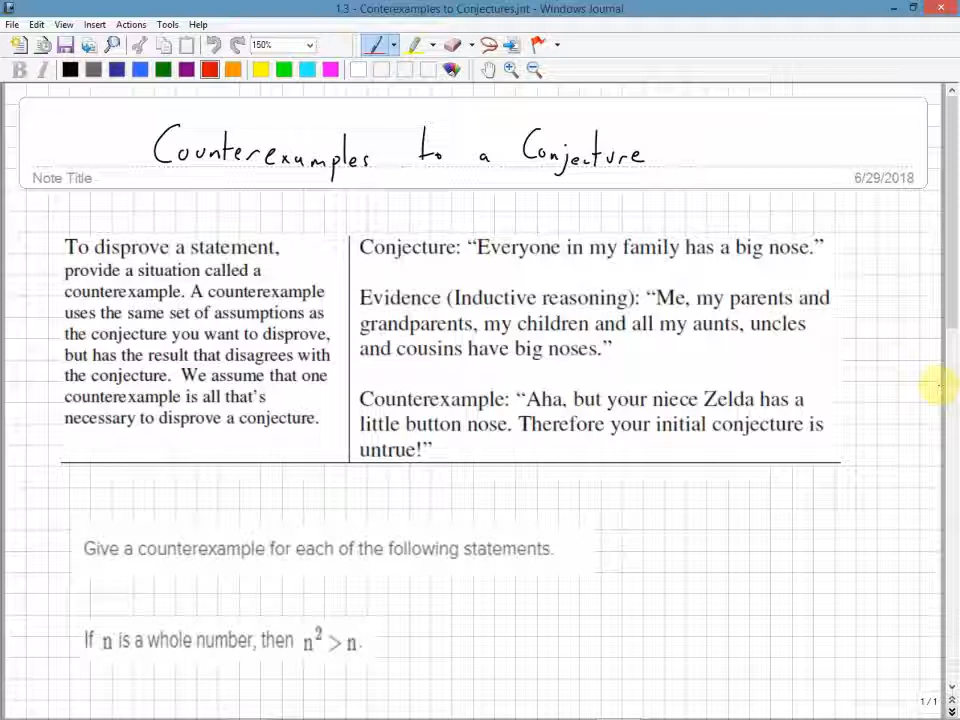 1.3 - Conterexamples to Conjectures.jnt - Windows Journal
File Edit View Insert Actions Tools Help
150%
B I
Counterexamples to a Conjecture
Note Title
6/29/2018
To disprove a statement,
provide a situation called a
counterexample. A counterexample
uses the same set of assumptions as
the conjecture you want to disprove,
but has the result that disagrees with
the conjecture. We assume that one
counterexample is all that's
necessary to disprove a conjecture.
Conjecture: “Everyone in my family has a big nose.”
Evidence (Inductive reasoning): “Me, my parents and
grandparents, my children and all my aunts, uncles
and cousins have big noses.”
Counterexample: “Aha, but your niece Zelda has a
little button nose. Therefore your initial conjecture is
untrue!”
Give a counterexample for each of the following statements.
If n is a whole number, then n² > n.
1 / 1